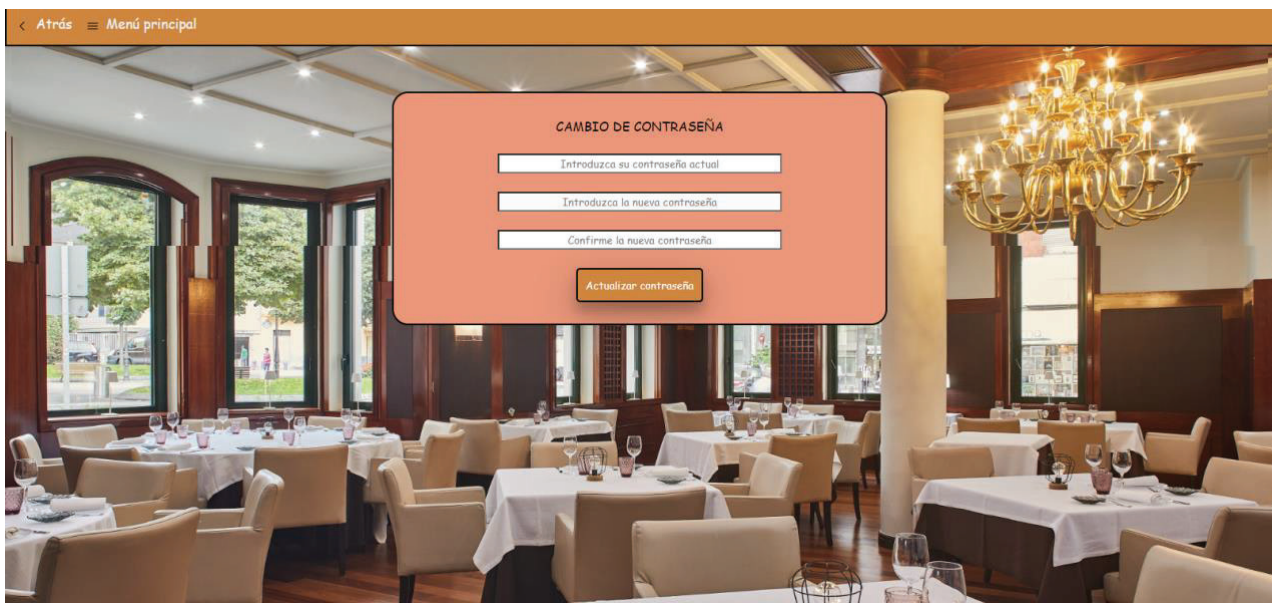 Atrás Menú principal
CAMBIO DE CONTRASEÑA
Introduzca su contraseña actual
Introduzca la nueva contraseña
Confirme la nueva contraseña
Actualizar contraseña